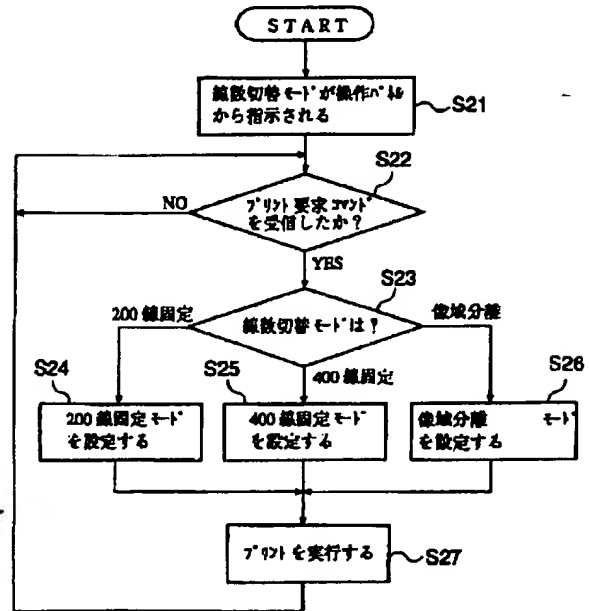 START
線数切替モードが操作パネル
から指示される
S21
S22
プリント要求コマンド
を受信したか?
NO
YES
S23
線数切替モードは?
200線固定
400線固定
像域分離
S24
200線固定モード
を設定する
S25
400線固定モード
を設定する
S26
像域分離 モード
を設定する
プリントを実行する
S27